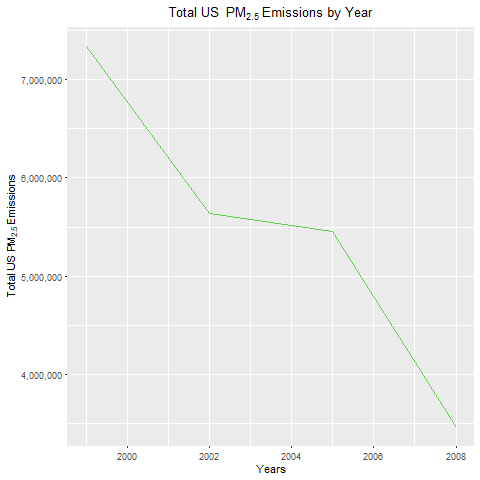 Total US PM2.5 Emissions by Year
Total US PM2.5 Emissions
7,000,000
6,000,000
5,000,000
4,000,000
2000 2002 2004 2006 2008
Years